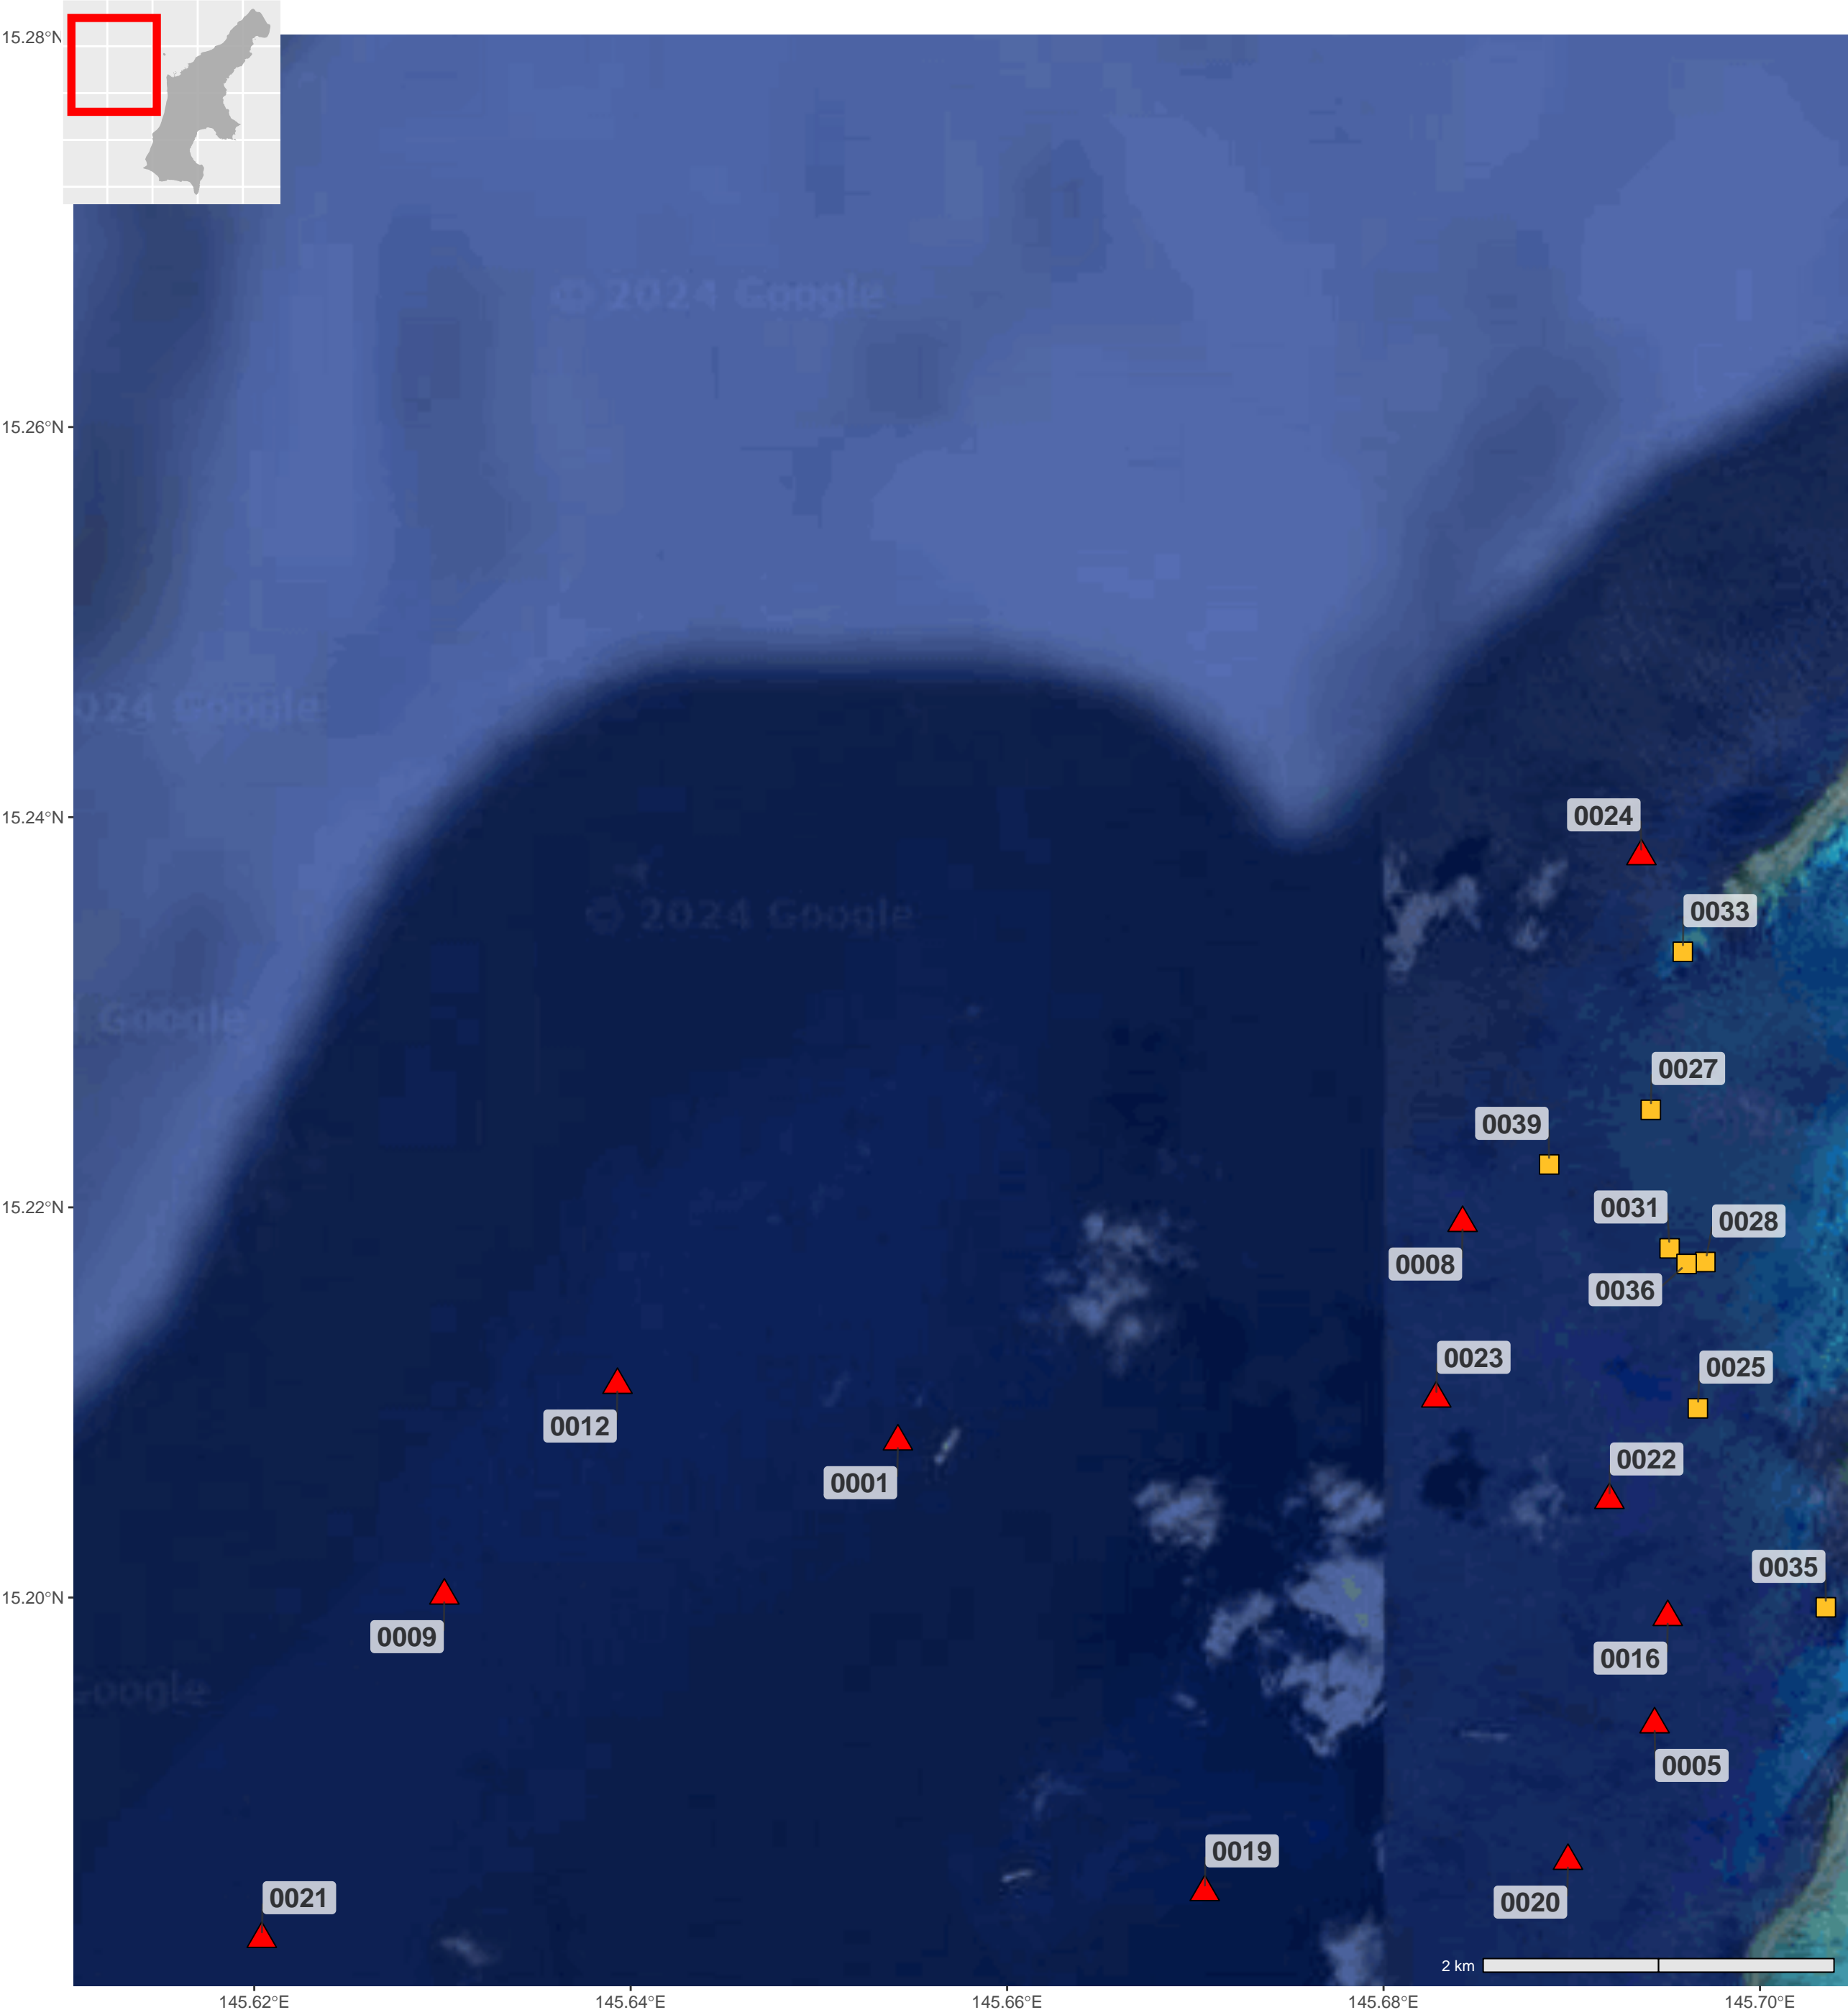 15.28°N
© 2024 Google
15.26°N
024 Google
15.24°N
0024
0033
© 2024 Google
Google
0027
0039
15.22°N
0031
0028
0008
0036
0023
0025
0012
0022
0001
0035
15.20°N
0009
0016
Google
0005
0019
0021
0020
2 km
145.62°E
145.64°E
145.66°E
145.68°E
145.70°E